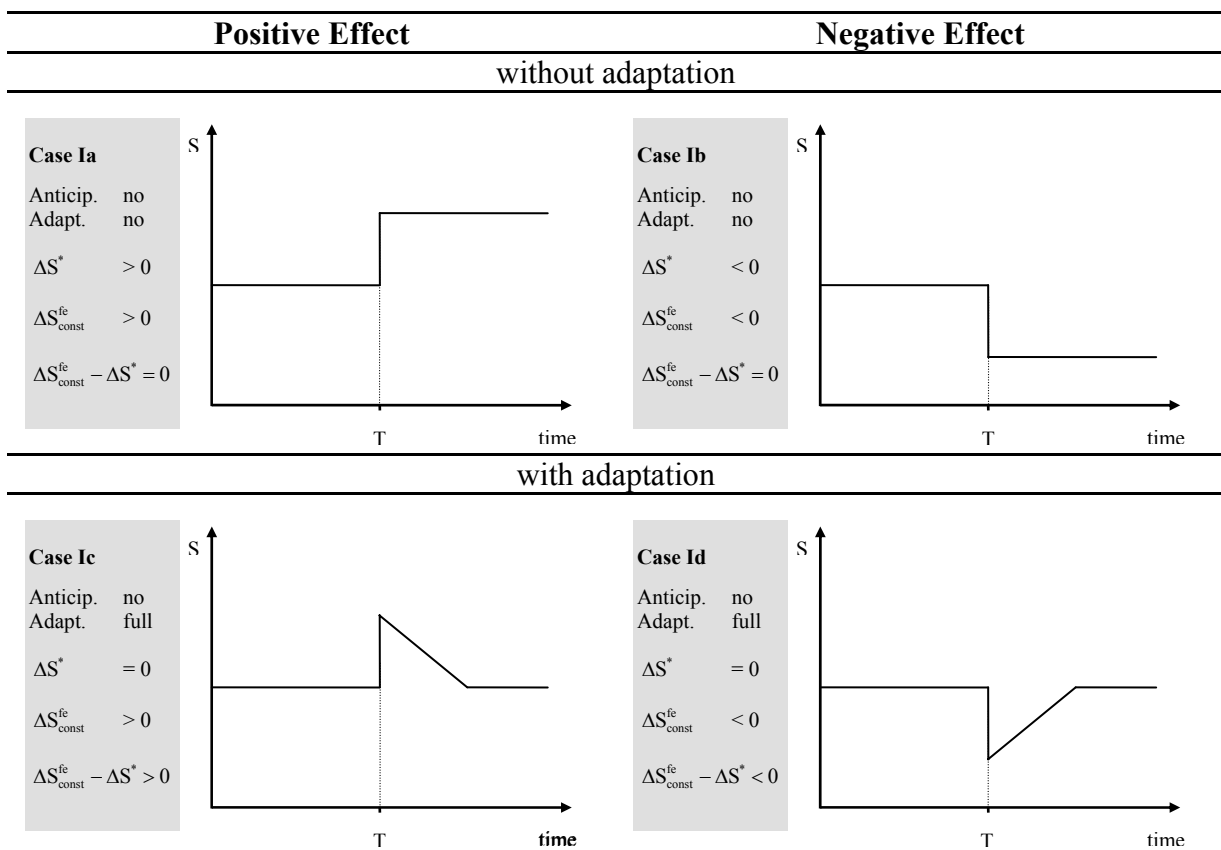 Positive Effect Negative Effect
without adaptation
Case Ia
Anticip. no
Adapt. no
ΔS* > 0
ΔS^fe_const > 0
ΔS^fe_const − ΔS* = 0
S
T time
Case Ib
Anticip. no
Adapt. no
ΔS* < 0
ΔS^fe_const < 0
ΔS^fe_const − ΔS* = 0
S
T time
with adaptation
Case Ic
Anticip. no
Adapt. full
ΔS* = 0
ΔS^fe_const > 0
ΔS^fe_const − ΔS* > 0
S
T time
Case Id
Anticip. no
Adapt. full
ΔS* = 0
ΔS^fe_const < 0
ΔS^fe_const − ΔS* < 0
S
T time